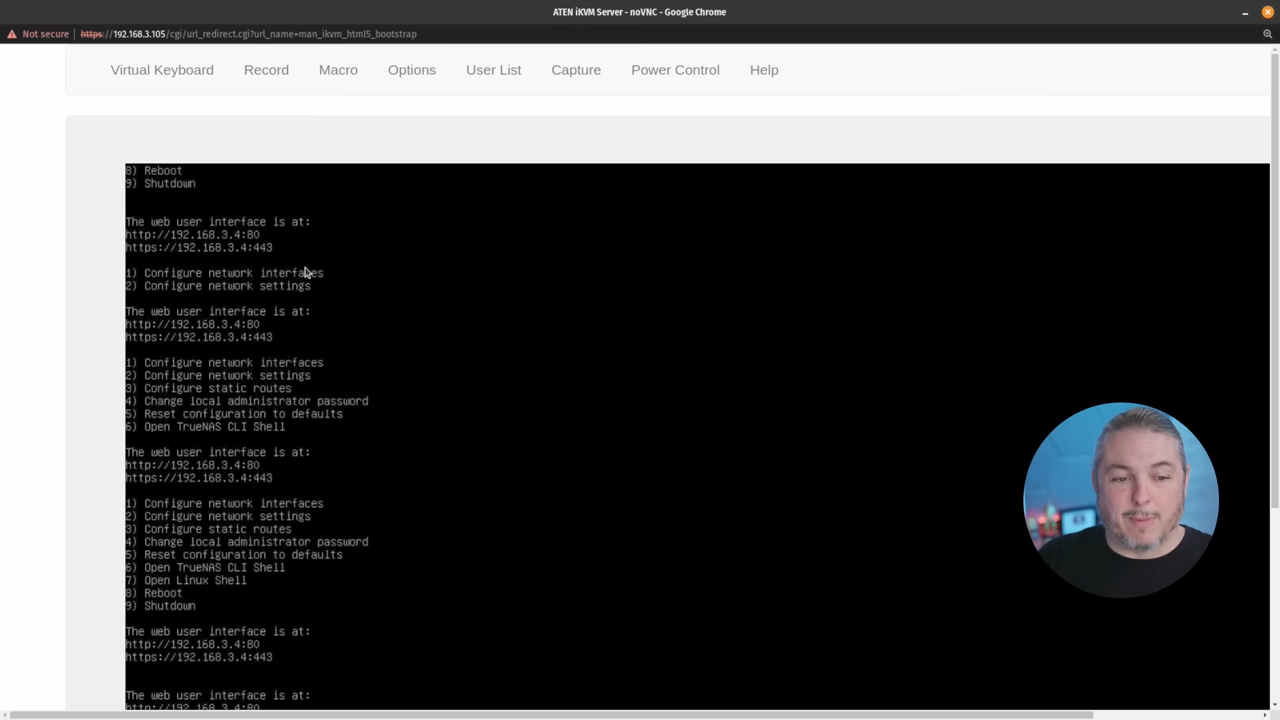 ATEN iKVM Server - noVNC - Google Chrome
Not secure https://192.168.3.105/cgi/url_redirect.cgi?url_name=man_ikvm_html5_bootstrap
Virtual Keyboard Record Macro Options User List Capture Power Control Help
8) Reboot
9) Shutdown
The web user interface is at:
http://192.168.3.4:80
https://192.168.3.4:443
1) Configure network interfaces
2) Configure network settings
The web user interface is at:
http://192.168.3.4:80
https://192.168.3.4:443
1) Configure network interfaces
2) Configure network settings
3) Configure static routes
4) Change local administrator password
5) Reset configuration to defaults
6) Open TrueNAS CLI Shell
The web user interface is at:
http://192.168.3.4:80
https://192.168.3.4:443
1) Configure network interfaces
2) Configure network settings
3) Configure static routes
4) Change local administrator password
5) Reset configuration to defaults
6) Open TrueNAS CLI Shell
7) Open Linux Shell
8) Reboot
9) Shutdown
The web user interface is at:
http://192.168.3.4:80
https://192.168.3.4:443
The web user interface is at:
http://192.168.3.4:80